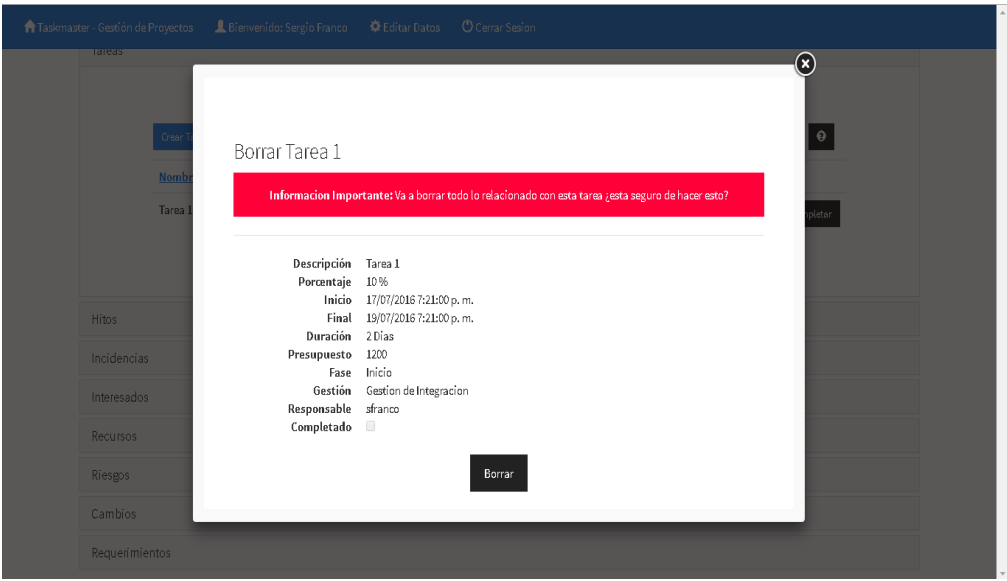 Taskmaster - Gestión de Proyectos Bienvenido: Sergio Franco Editar Datos Cerrar Sesion
Tareas
Crear
Borrar Tarea 1
Informacion Importante: Va a borrar todo lo relacionado con esta tarea ¿esta seguro de hacer esto?
Tarea 1
Descripción Tarea 1
Porcentaje 10 %
Inicio 17/07/2016 7:21:00 p. m.
Final 19/07/2016 7:21:00 p. m.
Duración 2 Dias
Presupuesto 1200
Fase Inicio
Gestión Gestion de Integracion
Responsable sfranco
Completado
Borrar
Hitos
Incidencias
Interesados
Recursos
Riesgos
Cambios
Requerimientos